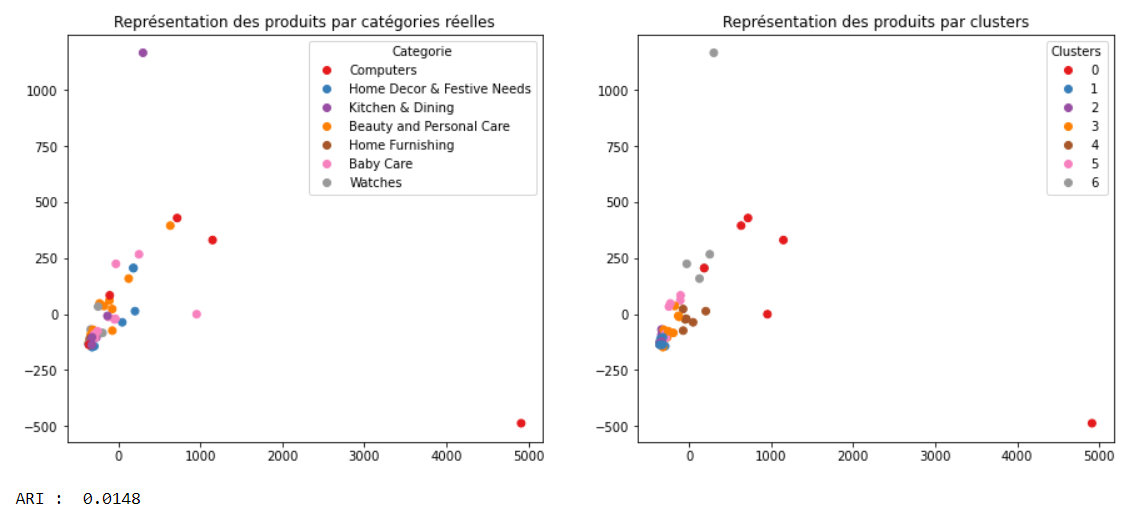 Représentation des produits par catégories réelles
Categorie
Computers
Home Decor & Festive Needs
Kitchen & Dining
Beauty and Personal Care
Home Furnishing
Baby Care
Watches
1000
750
500
250
0
−250
−500
0 1000 2000 3000 4000 5000
Représentation des produits par clusters
Clusters
0
1
2
3
4
5
6
1000
750
500
250
0
−250
−500
0 1000 2000 3000 4000 5000
ARI : 0.0148